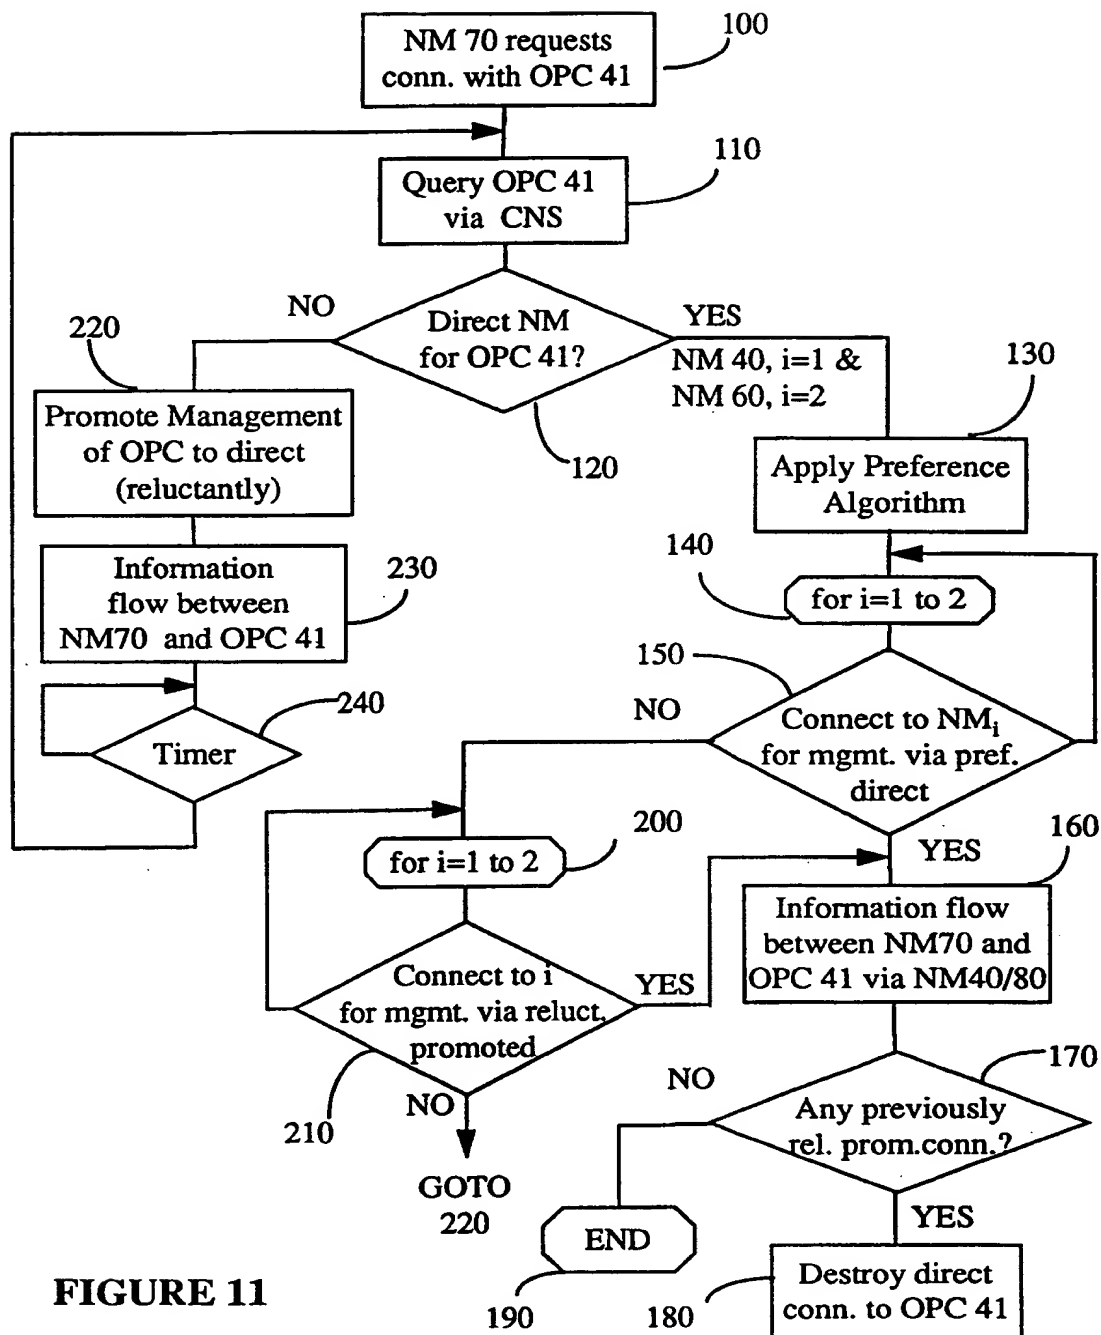 100
NM 70 requests
conn. with OPC 41
110
Query OPC 41
via CNS
NO
Direct NM
for OPC 41?
YES
NM 40, i=1 &
NM 60, i=2
120
220
Promote Management
of OPC to direct
(reluctantly)
130
Apply Preference
Algorithm
230
Information
flow between
NM70 and OPC 41
140
for i=1 to 2
240
Timer
150
NO
Connect to NMi
for mgmt. via pref.
direct
YES
200
for i=1 to 2
160
Information flow
between NM70 and
OPC 41 via NM40/80
Connect to i
for mgmt. via reluct.
promoted
YES
210
NO
GOTO
220
170
NO
Any previously
rel. prom.conn.?
YES
END
190
180
Destroy direct
conn. to OPC 41
FIGURE 11